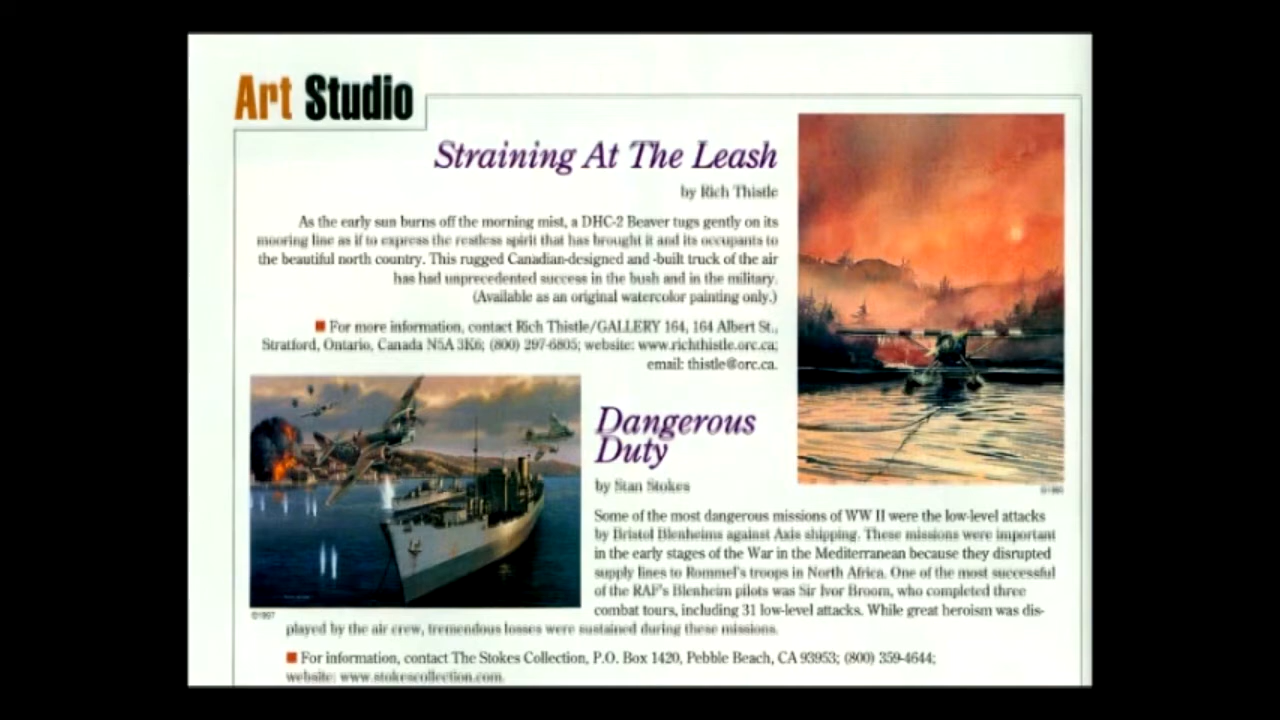 Art Studio
Straining At The Leash
by Rich Thistle
As the early sun burns off the morning mist, a DHC-2 Beaver tugs gently on its
mooring line as if to express the restless spirit that has brought it and its occupants to
the beautiful north country. This rugged Canadian-designed and -built truck of the air
has had unprecedented success in the bush and in the military.
(Available as an original watercolor painting only.)
■ For more information, contact Rich Thistle/GALLERY 164, 164 Albert St.,
Stratford, Ontario, Canada N5A 3K6; (800) 297-6805; website: www.richthistle.orc.ca;
email: thistle@orc.ca.
Dangerous
Duty
by Stan Stokes
Some of the most dangerous missions of WW II were the low-level attacks
by Bristol Blenheims against Axis shipping. These missions were important
in the early stages of the War in the Mediterranean because they disrupted
supply lines to Rommel's troops in North Africa. One of the most successful
of the RAF's Blenheim pilots was Sir Ivor Broom, who completed three
combat tours, including 31 low-level attacks. While great heroism was dis-
played by the air crew, tremendous losses were sustained during these missions.
■ For information, contact The Stokes Collection, P.O. Box 1420, Pebble Beach, CA 93953; (800) 359-4644;
website: www.stokescollection.com.